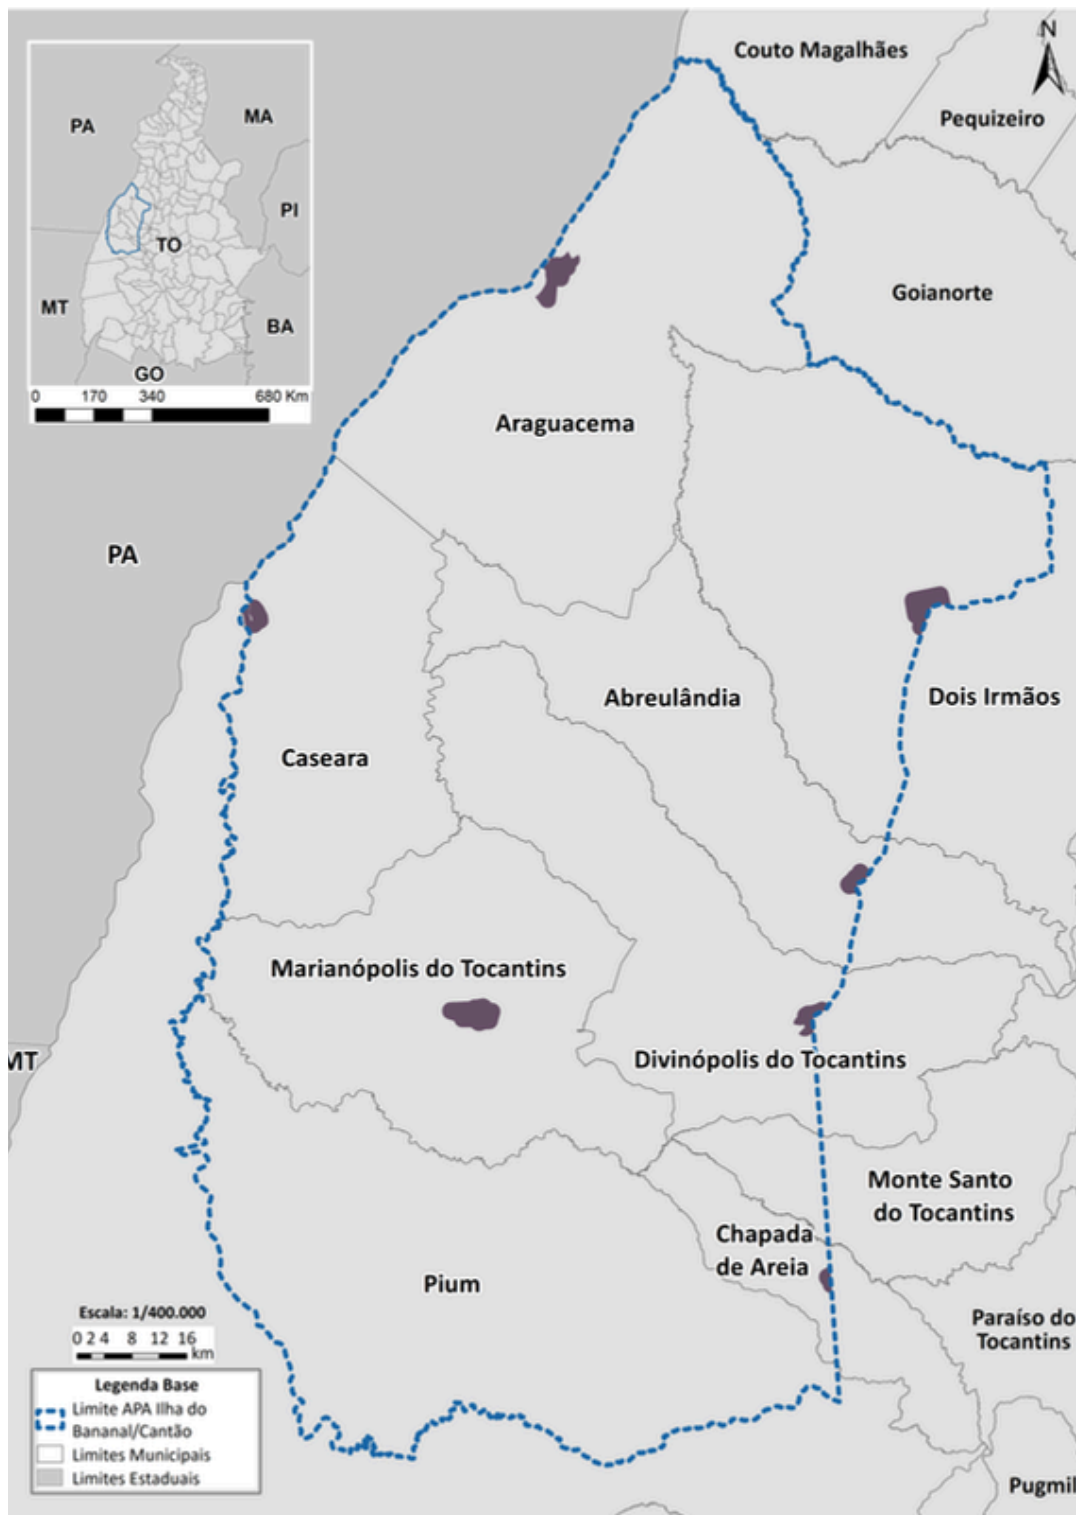 Couto Magalhães
N
Pequizeiro
PA
MA
PI
TO
MT
BA
GO
0 170 340 680 Km
Goianorte
Araguacema
PA
Abreulândia
Dois Irmãos
Caseara
Marianópolis do Tocantins
MT
Divinópolis do Tocantins
Monte Santo
do Tocantins
Chapada
de Areia
Pium
Escala: 1/400.000
0 2 4 8 12 16
km
Paraíso do
Tocantins
Legenda Base
Limite APA Ilha do
Bananal/Cantão
Limites Municipais
Limites Estaduais
Pugmil